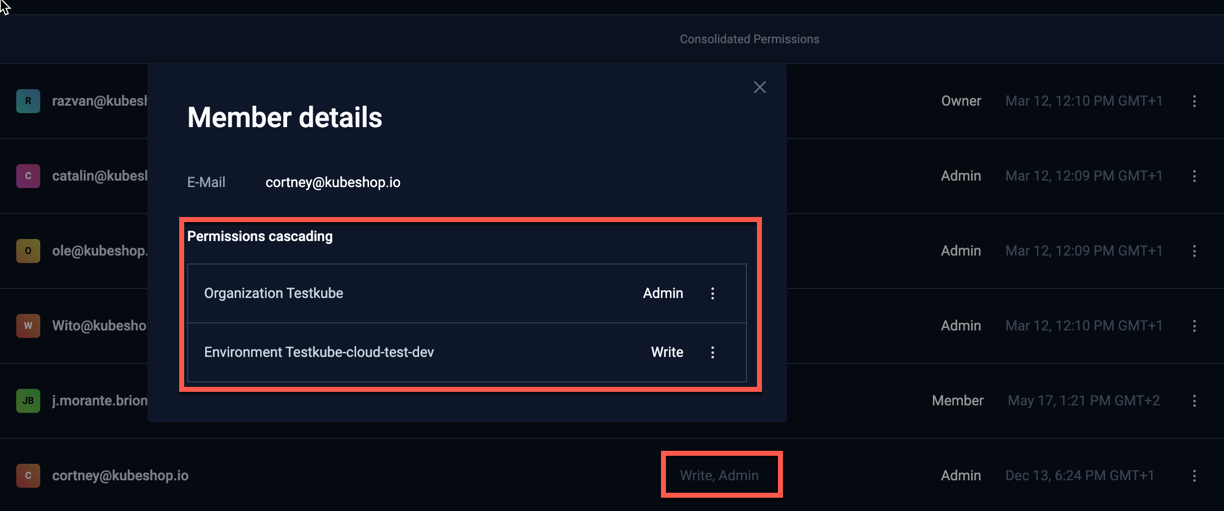 Consolidated Permissions
R razvan@kubesh Owner Mar 12, 12:10 PM GMT+1
Member details
C catalin@kubesl Admin Mar 12, 12:09 PM GMT+1
E-Mail cortney@kubeshop.io
Permissions cascading
O ole@kubeshop. Admin Mar 12, 12:09 PM GMT+1
Organization Testkube Admin
W Wito@kubesho Admin Mar 12, 12:10 PM GMT+1
Environment Testkube-cloud-test-dev Write
JB j.morante.brion Member May 17, 1:21 PM GMT+2
C cortney@kubeshop.io Write, Admin Admin Dec 13, 6:24 PM GMT+1